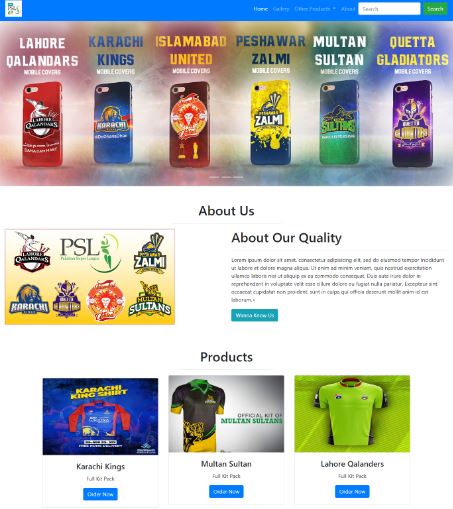 Home Gallery Other Products About Search Search
LAHORE QALANDARS
MOBILE COVERS
KARACHI KINGS
MOBILE COVERS
ISLAMABAD UNITED
MOBILE COVERS
PESHAWAR ZALMI
MOBILE COVERS
MULTAN SULTAN
MOBILE COVERS
QUETTA GLADIATORS
MOBILE COVERS
About Us
PSL
Pakistan Super League
ZALMI
KARACHI
MULTAN
SULTANS
About Our Quality
Lorem ipsum dolor sit amet, consectetur adipisicing elit, sed do eiusmod tempor incididunt
ut labore et dolore magna aliqua. Ut enim ad minim veniam, quis nostrud exercitation
ullamco laboris nisi ut aliquip ex ea commodo consequat. Duis aute irure dolor in
reprehenderit in voluptate velit esse cillum dolore eu fugiat nulla pariatur. Excepteur sint
occaecat cupidatat non proident, sunt in culpa qui officia deserunt mollit anim id est
laborum.
Wanna Know Us
Products
KARACHI
KING SHIRT
OFFICIAL KIT OF
MULTAN SULTANS
Karachi Kings
Full Kit Pack
Order Now
Multan Sultan
Full Kit Pack
Order Now
Lahore Qalanders
Full Kit Pack
Order Now